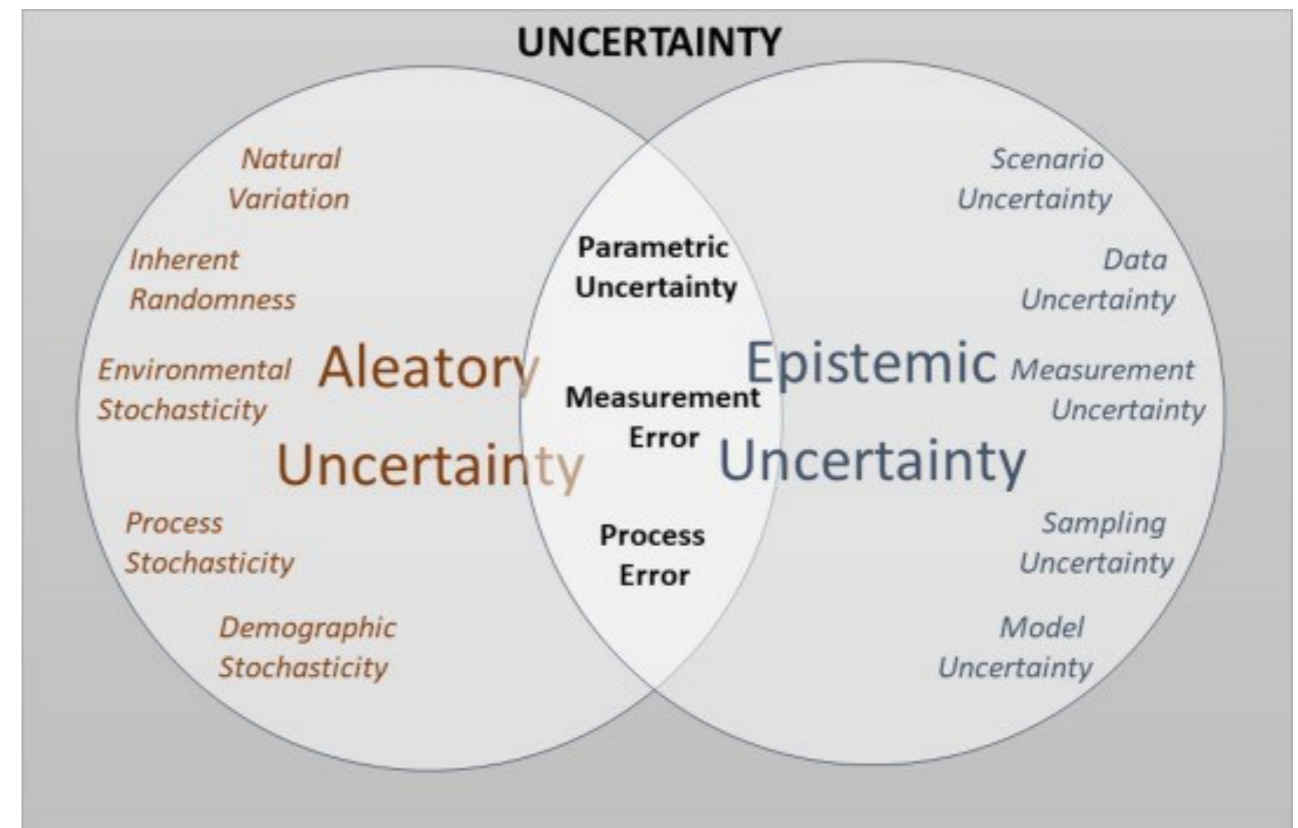 UNCERTAINTY
Natural
Variation
Inherent
Randomness
Environmental
Stochasticity
Aleatory
Uncertainty
Process
Stochasticity
Demographic
Stochasticity
Parametric
Uncertainty
Measurement
Error
Process
Error
Scenario
Uncertainty
Data
Uncertainty
Epistemic
Uncertainty
Measurement
Uncertainty
Sampling
Uncertainty
Model
Uncertainty